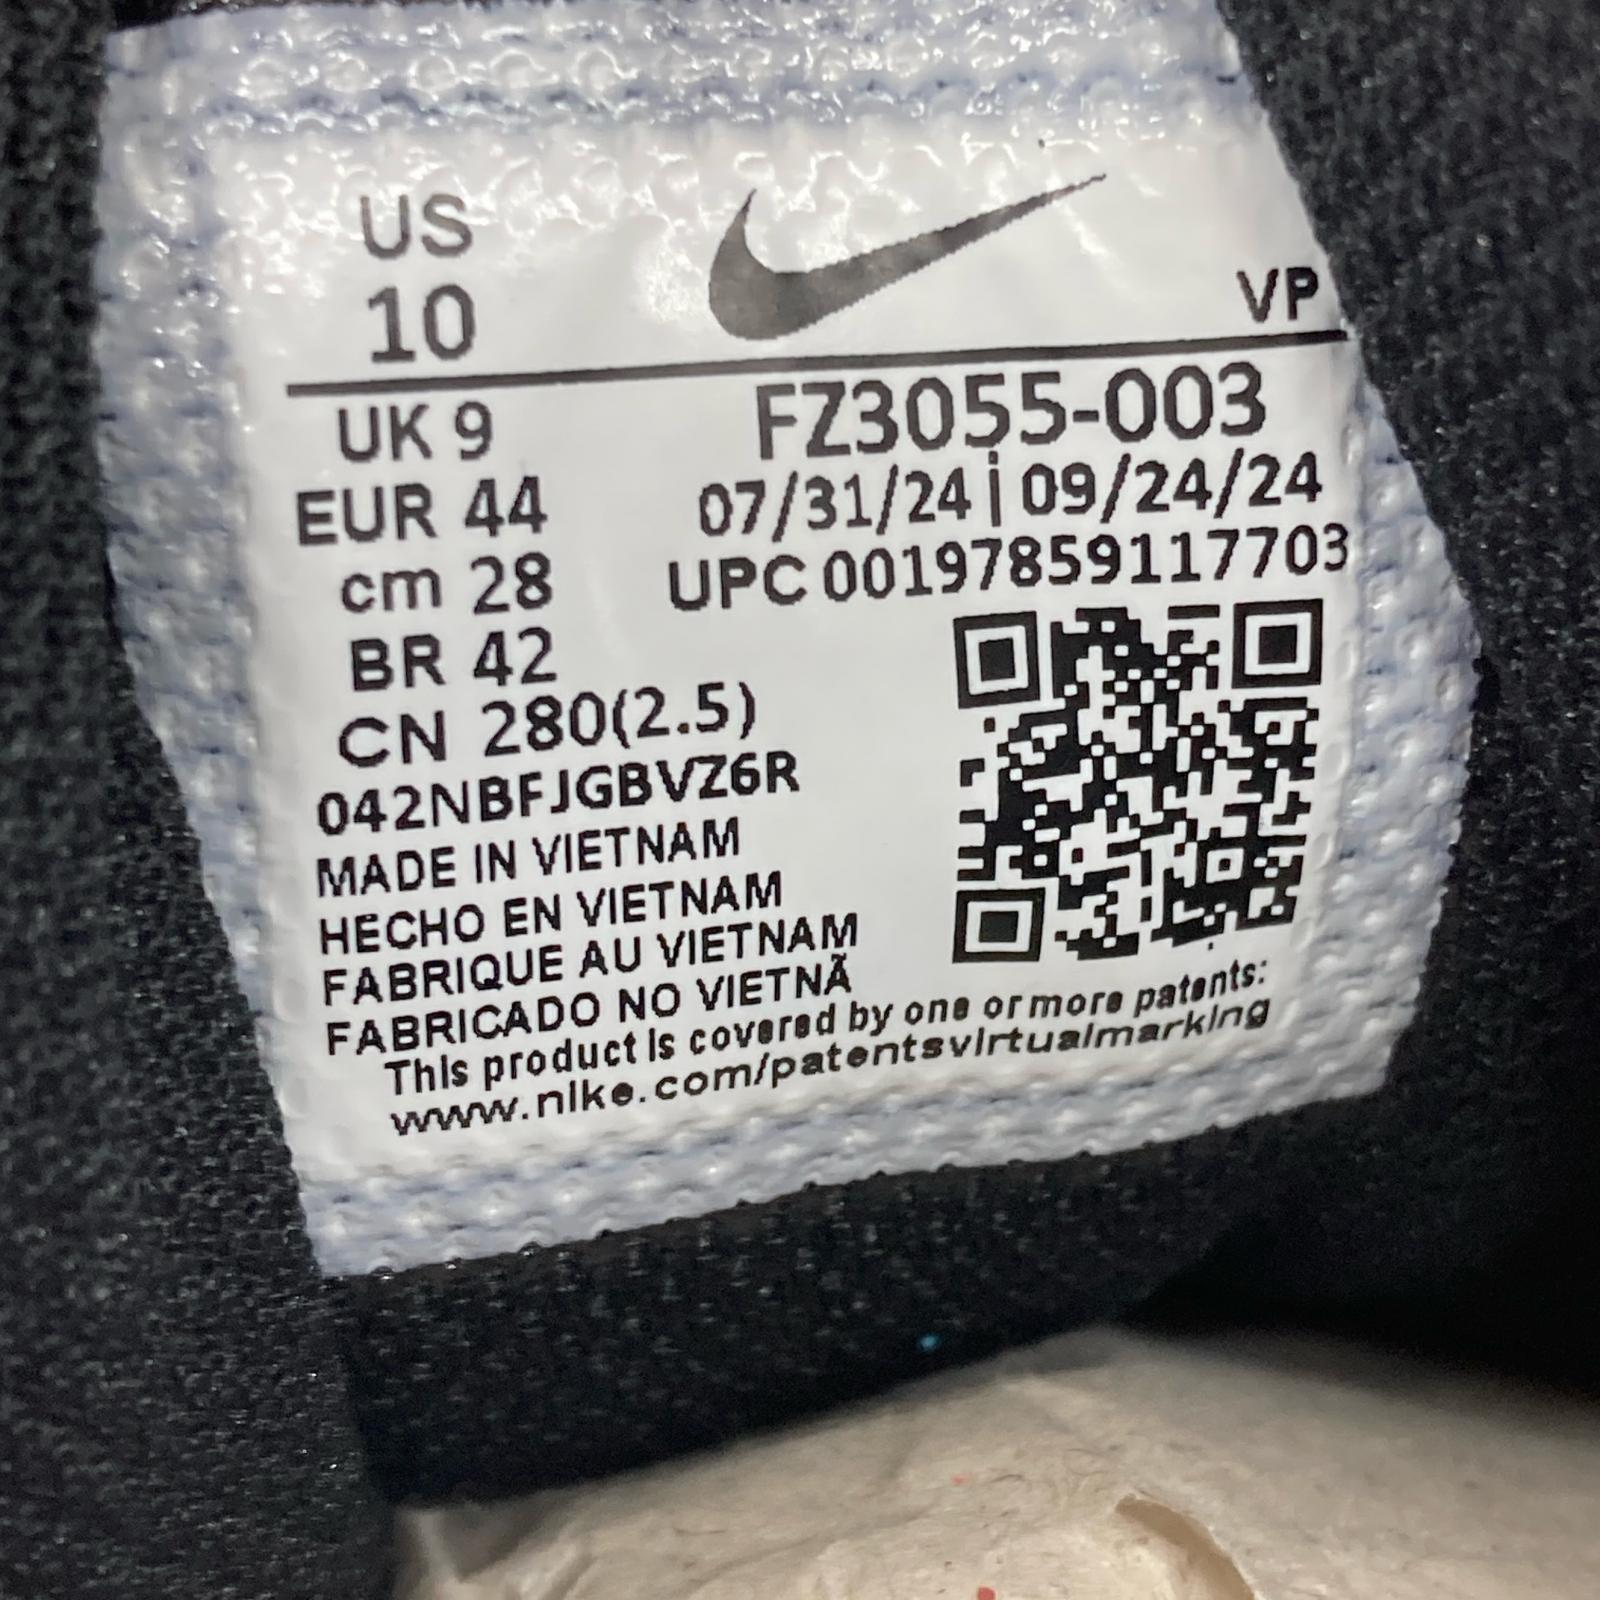 US
10
VP
UK 9
FZ3055-003
EUR 44
07/31/24 | 09/24/24
cm 28
UPC 00197859117703
BR 42
CN 280(2.5)
042NBFJGBVZ6R
MADE IN VIETNAM
HECHO EN VIETNAM
FABRIQUE AU VIETNAM
FABRICADO NO VIETNÃ
This product is covered by one or more patents:
www.nike.com/patentsvirtualmarking